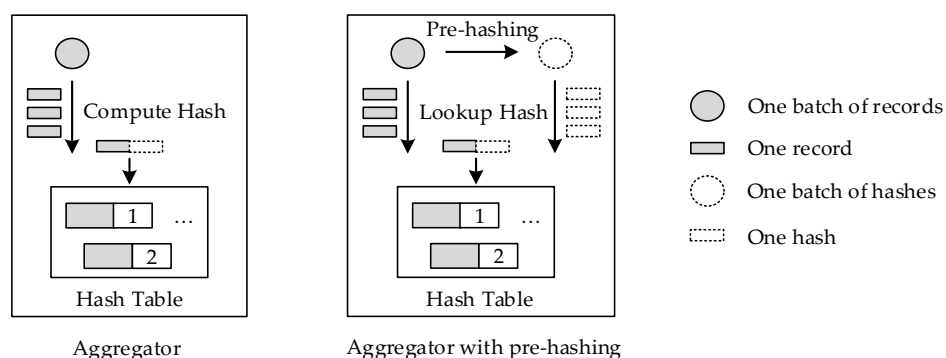 Compute Hash
1 …
2
Hash Table
Aggregator
Pre-hashing
Lookup Hash
1 …
2
Hash Table
Aggregator with pre-hashing
One batch of records
One record
One batch of hashes
One hash